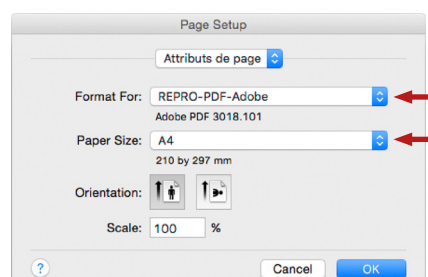 Page Setup
Attributs de page
Format For: REPRO-PDF-Adobe
Adobe PDF 3018.101
Paper Size: A4
210 by 297 mm
Orientation:
Scale: 100 %
? Cancel OK